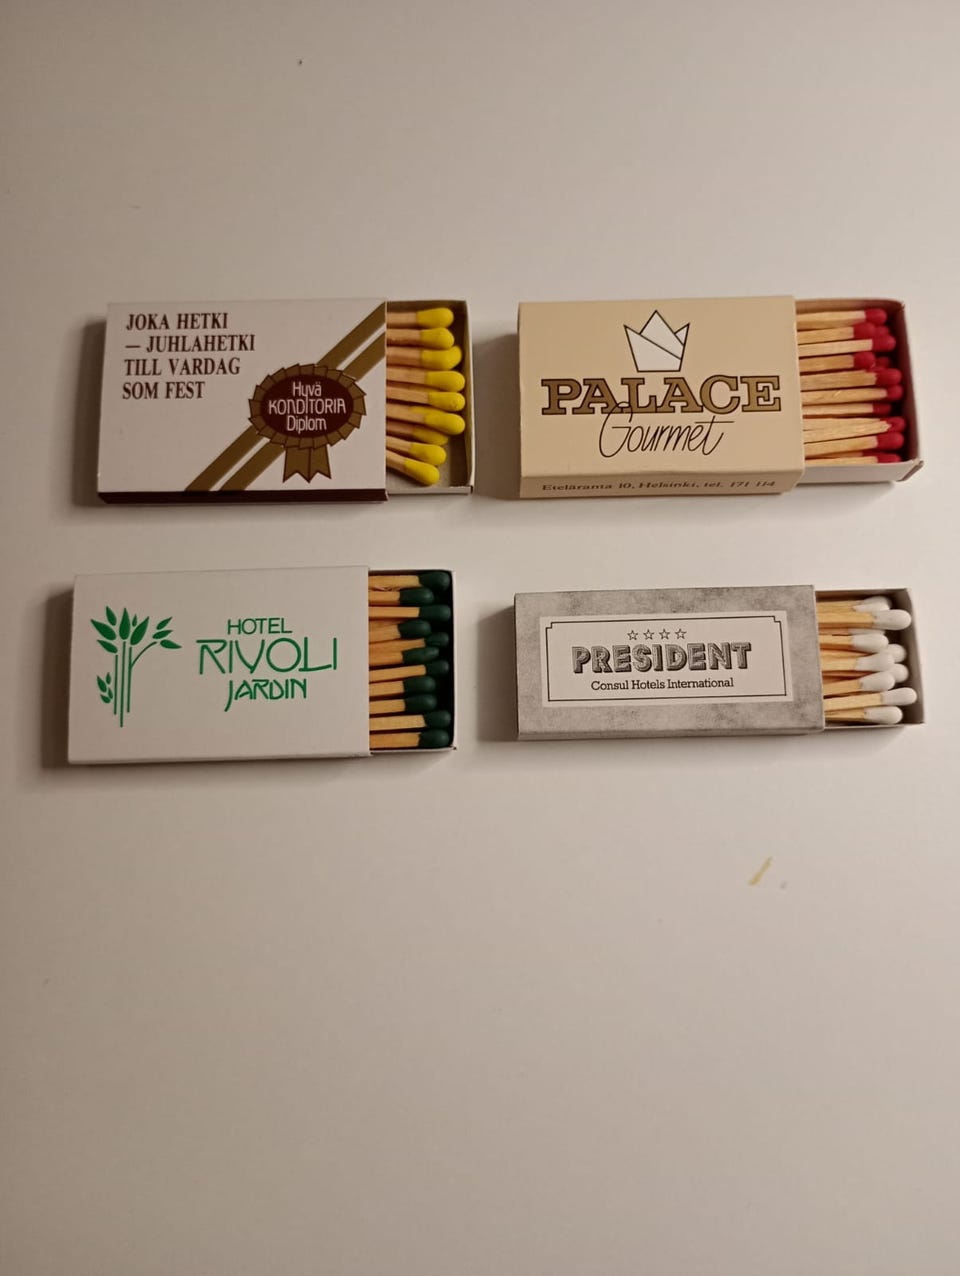 JOKA HETKI
— JUHLAHETKI
TILL VARDAG
SOM FEST
Hyvä
KONDITORIA
Diplom
PALACE
Gourmet
Eteläranta 10, Helsinki, tel. 171 114
HOTEL
RIVOLI
JARDIN
PRESIDENT
Consul Hotels International